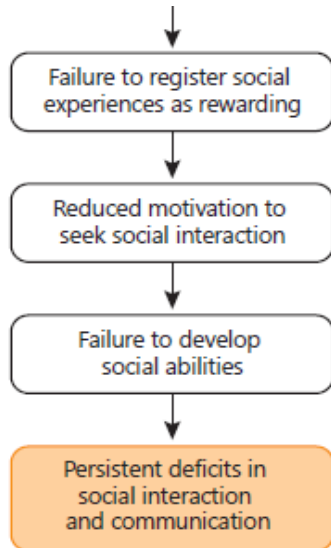 Failure to register social
experiences as rewarding
Reduced motivation to
seek social interaction
Failure to develop
social abilities
Persistent deficits in
social interaction
and communication